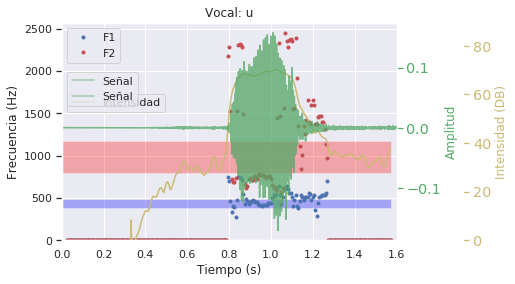 Vocal: u
F1
F2
Señal
Señal
Intensidad
Frecuencia (Hz)
2500
2000
1500
1000
500
0
0.0 0.2 0.4 0.6 0.8 1.0 1.2 1.4 1.6
Tiempo (s)
0.1
0.0
−0.1
Amplitud
80
60
40
20
0
Intensidad (DB)